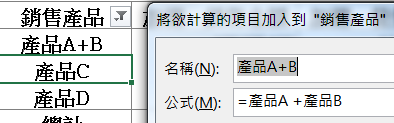 銷售產品
產品A+B
產品C
產品D
總計
將欲計算的項目加入到 "銷售產品"
名稱(N): 產品A+B
公式(M): =產品A +產品B